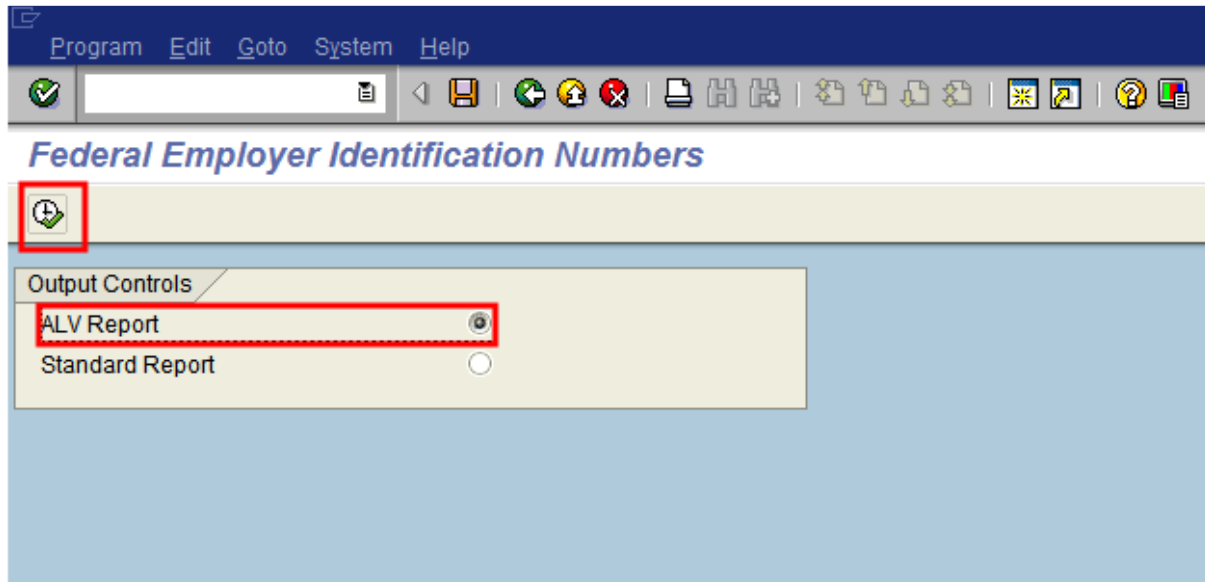 Program Edit Goto System Help
Federal Employer Identification Numbers
Output Controls
ALV Report
Standard Report